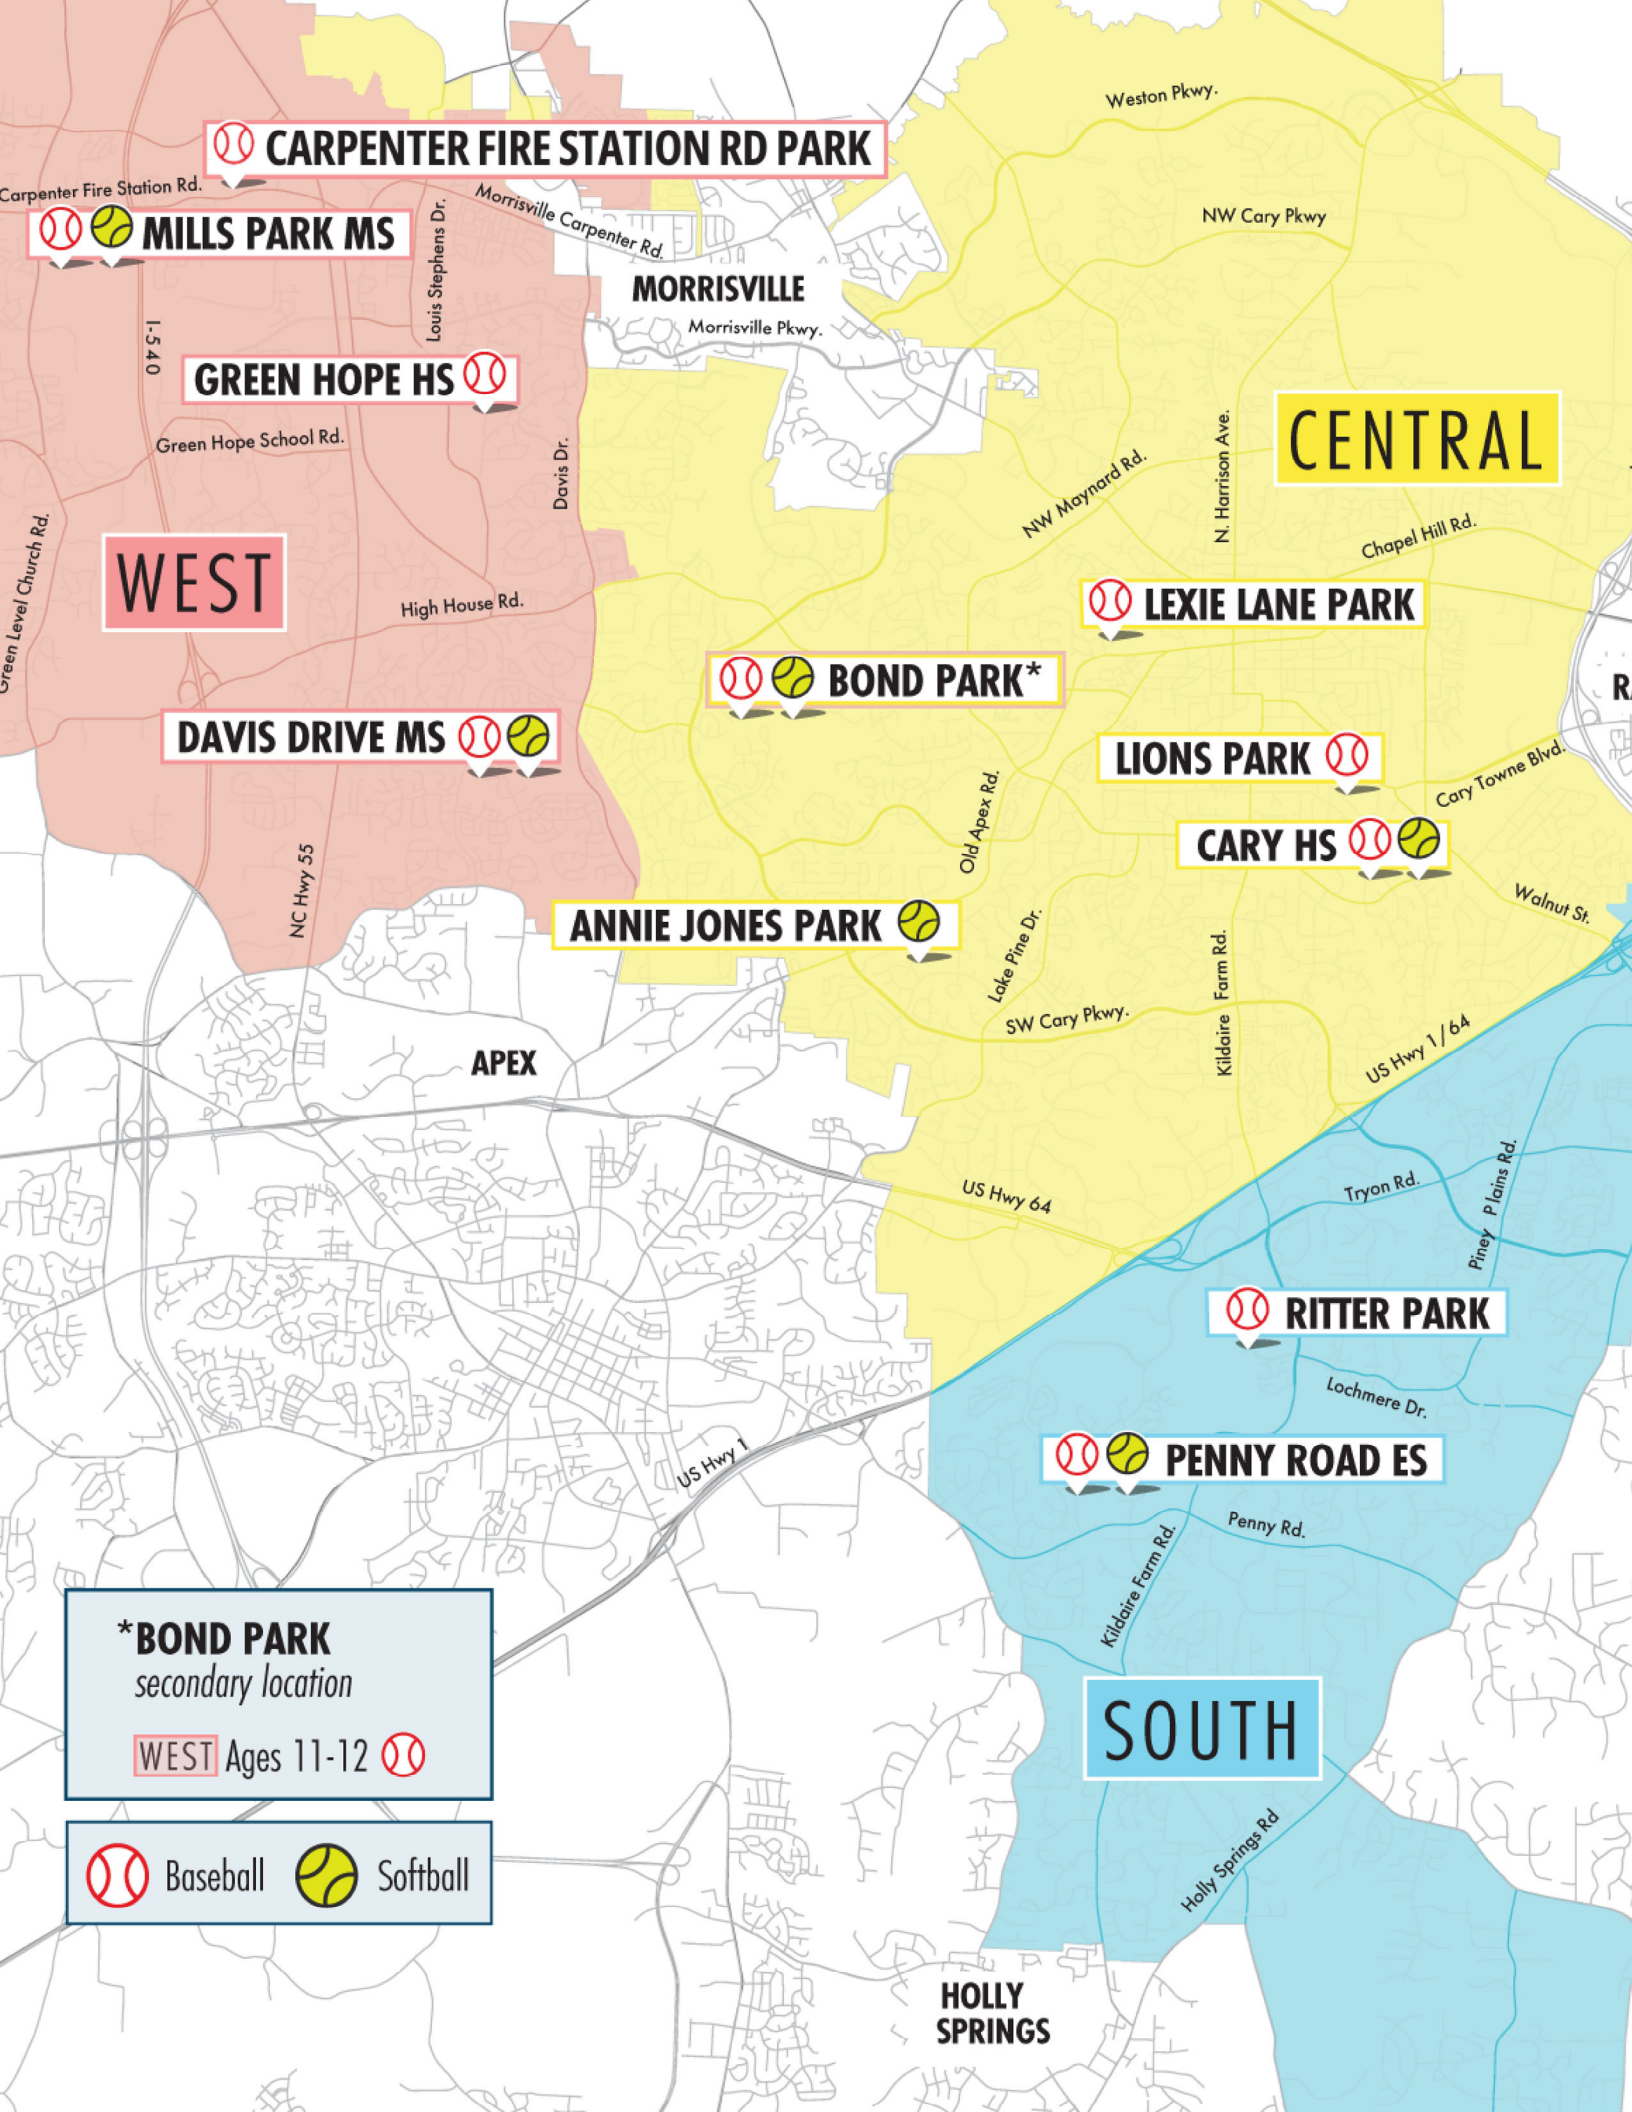 Weston Pkwy.
CARPENTER FIRE STATION RD PARK
Carpenter Fire Station Rd.
Morrisville Carpenter Rd.
MILLS PARK MS
Louis Stephens Dr.
NW Cary Pkwy
MORRISVILLE
Morrisville Pkwy.
I-540
GREEN HOPE HS
Green Hope School Rd.
Davis Dr.
N. Harrison Ave.
CENTRAL
NW Maynard Rd.
Chapel Hill Rd.
Green Level Church Rd.
WEST
High House Rd.
LEXIE LANE PARK
BOND PARK*
DAVIS DRIVE MS
LIONS PARK
Cary Towne Blvd.
Old Apex Rd.
CARY HS
NC Hwy 55
Walnut St.
ANNIE JONES PARK
Lake Pine Dr.
Kildaire Farm Rd.
SW Cary Pkwy.
US Hwy 1/64
APEX
Tryon Rd.
Piney Plains Rd.
US Hwy 64
RITTER PARK
Lochmere Dr.
US Hwy 1
PENNY ROAD ES
Penny Rd.
Kildaire Farm Rd.
*BOND PARK
secondary location
WEST Ages 11-12
SOUTH
Holly Springs Rd
Baseball Softball
HOLLY
SPRINGS